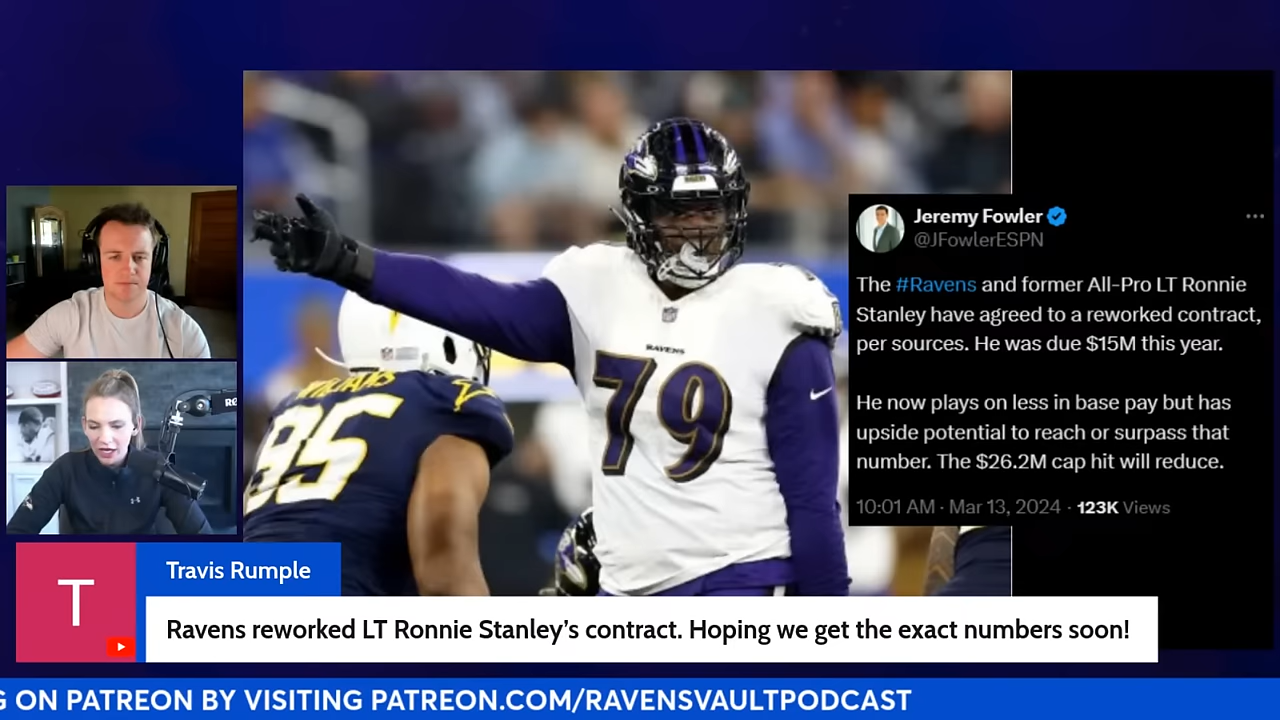 WILLIAMS
95
RAVENS
79
RØ
Jeremy Fowler
@JFowlerESPN
The #Ravens and former All-Pro LT Ronnie
Stanley have agreed to a reworked contract,
per sources. He was due $15M this year.
He now plays on less in base pay but has
upside potential to reach or surpass that
number. The $26.2M cap hit will reduce.
10:01 AM · Mar 13, 2024 · 123K Views
T
Travis Rumple
Ravens reworked LT Ronnie Stanley’s contract. Hoping we get the exact numbers soon!
G ON PATREON BY VISITING PATREON.COM/RAVENSVAULTPODCAST